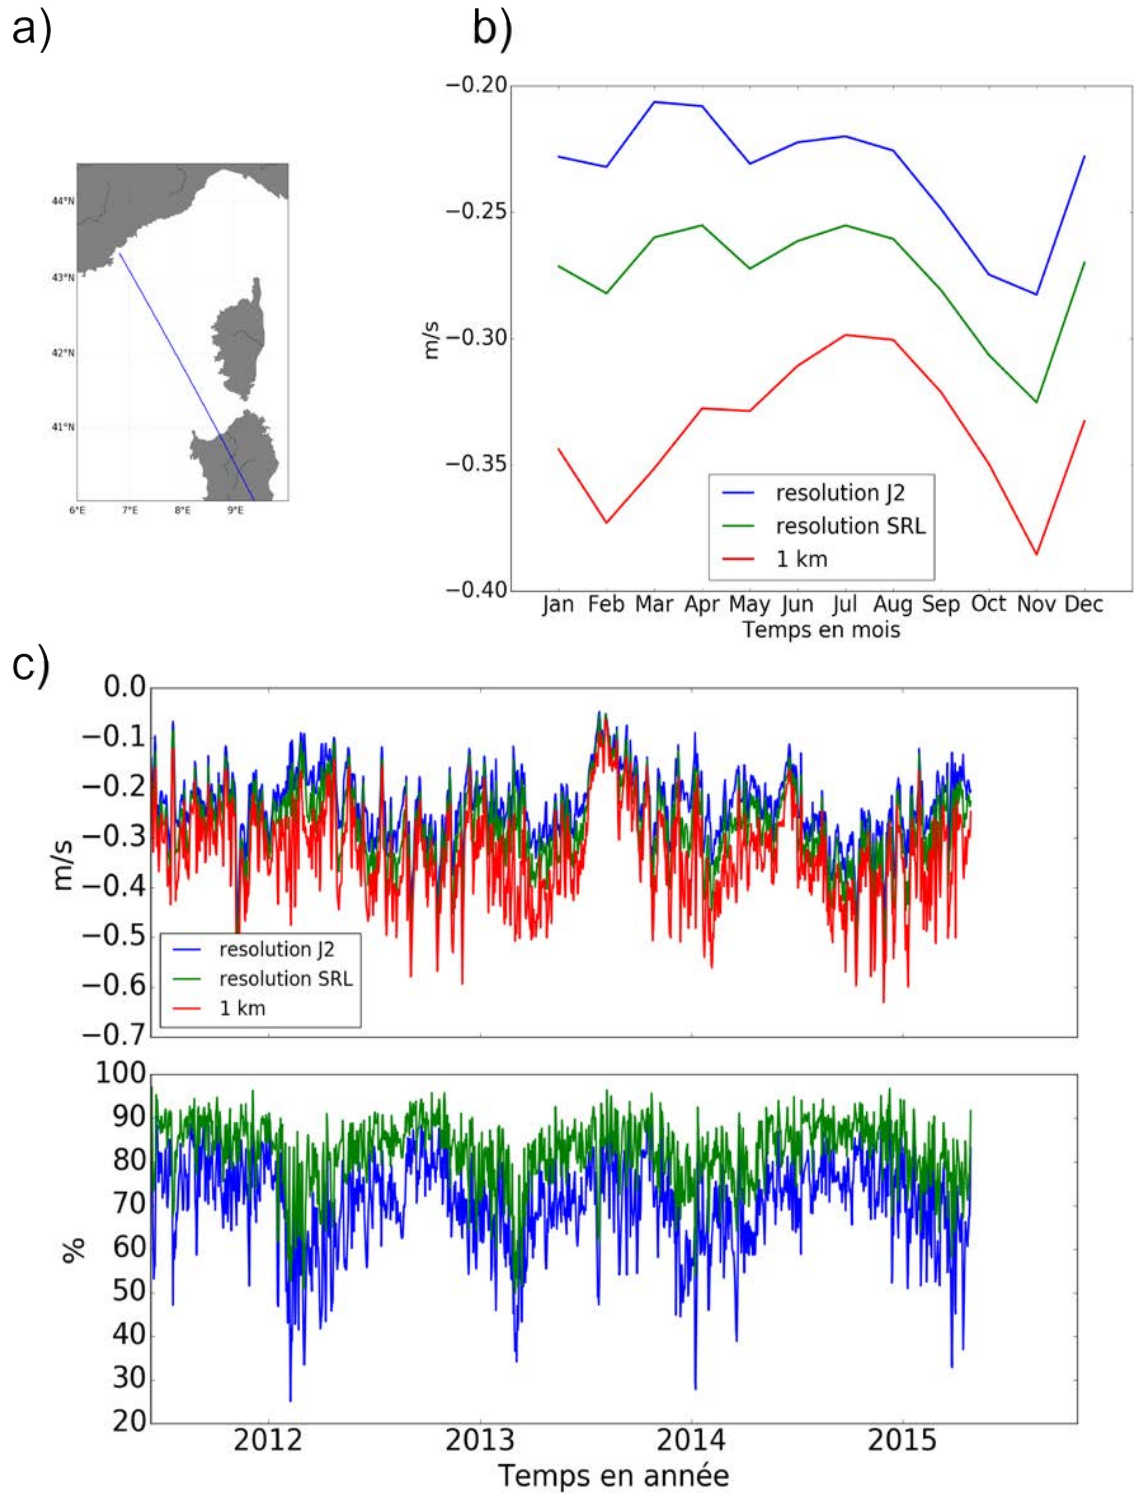 a)
b)
44°N
43°N
42°N
41°N
6°E 7°E 8°E 9°E
−0.20
−0.25
−0.30
−0.35
−0.40
m/s
resolution J2
resolution SRL
1 km
Jan Feb Mar Apr May Jun Jul Aug Sep Oct Nov Dec
Temps en mois
c)
0.0
−0.1
−0.2
−0.3
−0.4
−0.5
−0.6
−0.7
m/s
resolution J2
resolution SRL
1 km
100
90
80
70
60
50
40
30
20
%
2012 2013 2014 2015
Temps en année